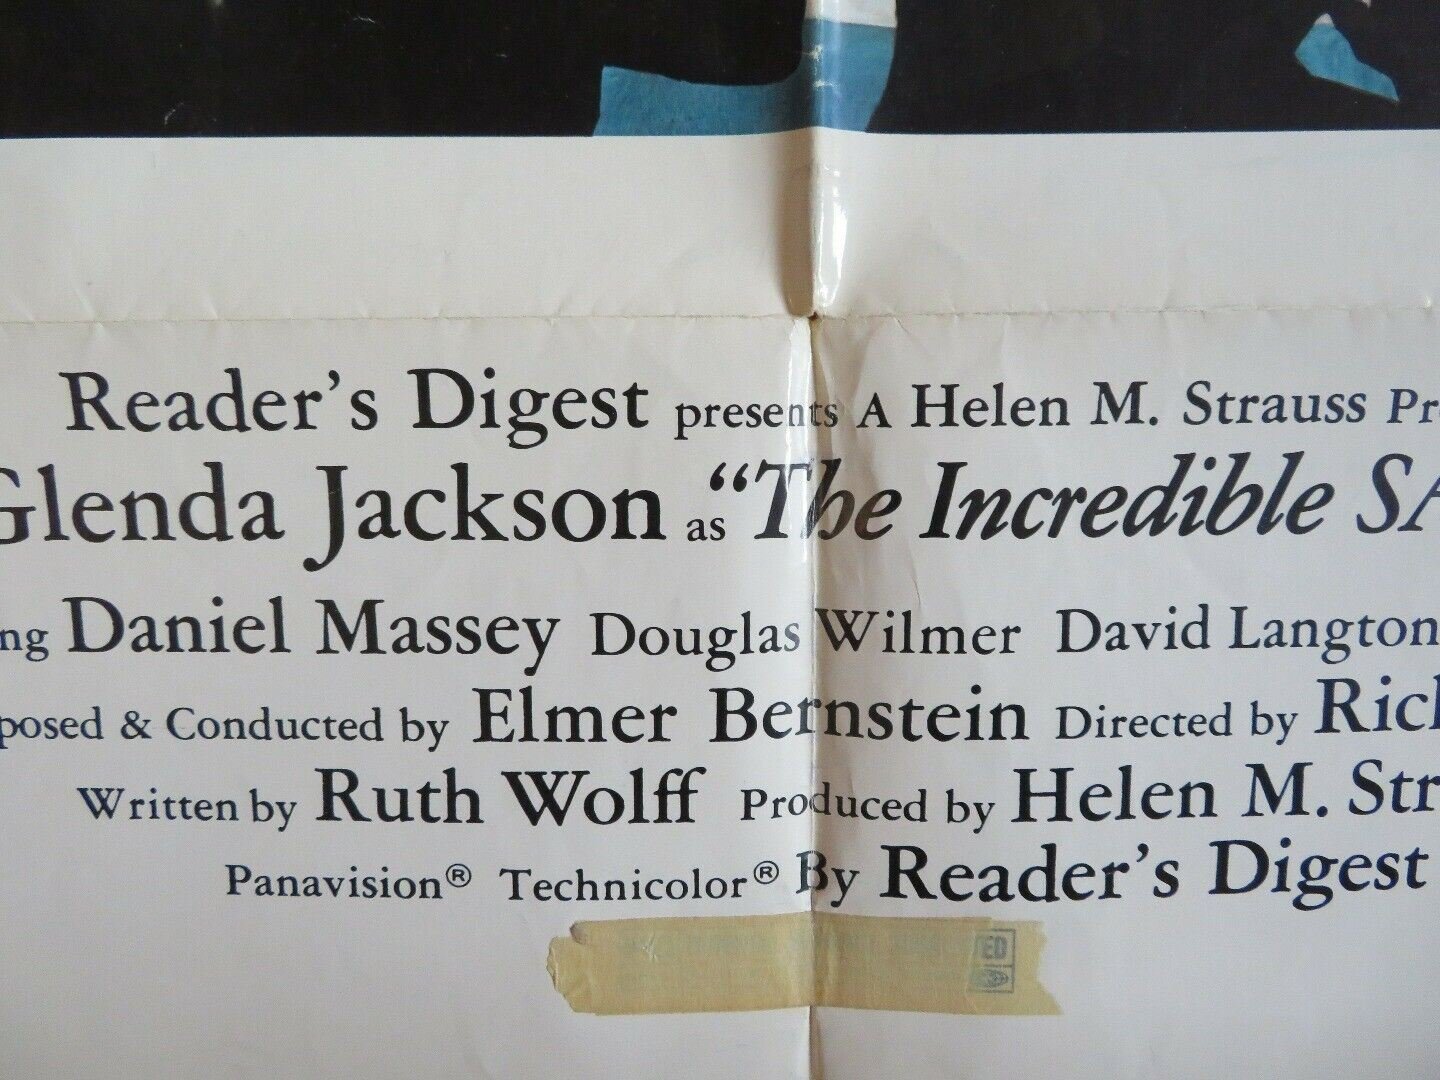 Reader's Digest presents A Helen M. Strauss Pr
Glenda Jackson as "The Incredible SA
ng Daniel Massey Douglas Wilmer David Langton
posed & Conducted by Elmer Bernstein Directed by Rich
Written by Ruth Wolff Produced by Helen M. Str
Panavision® Technicolor® By Reader's Digest
ED